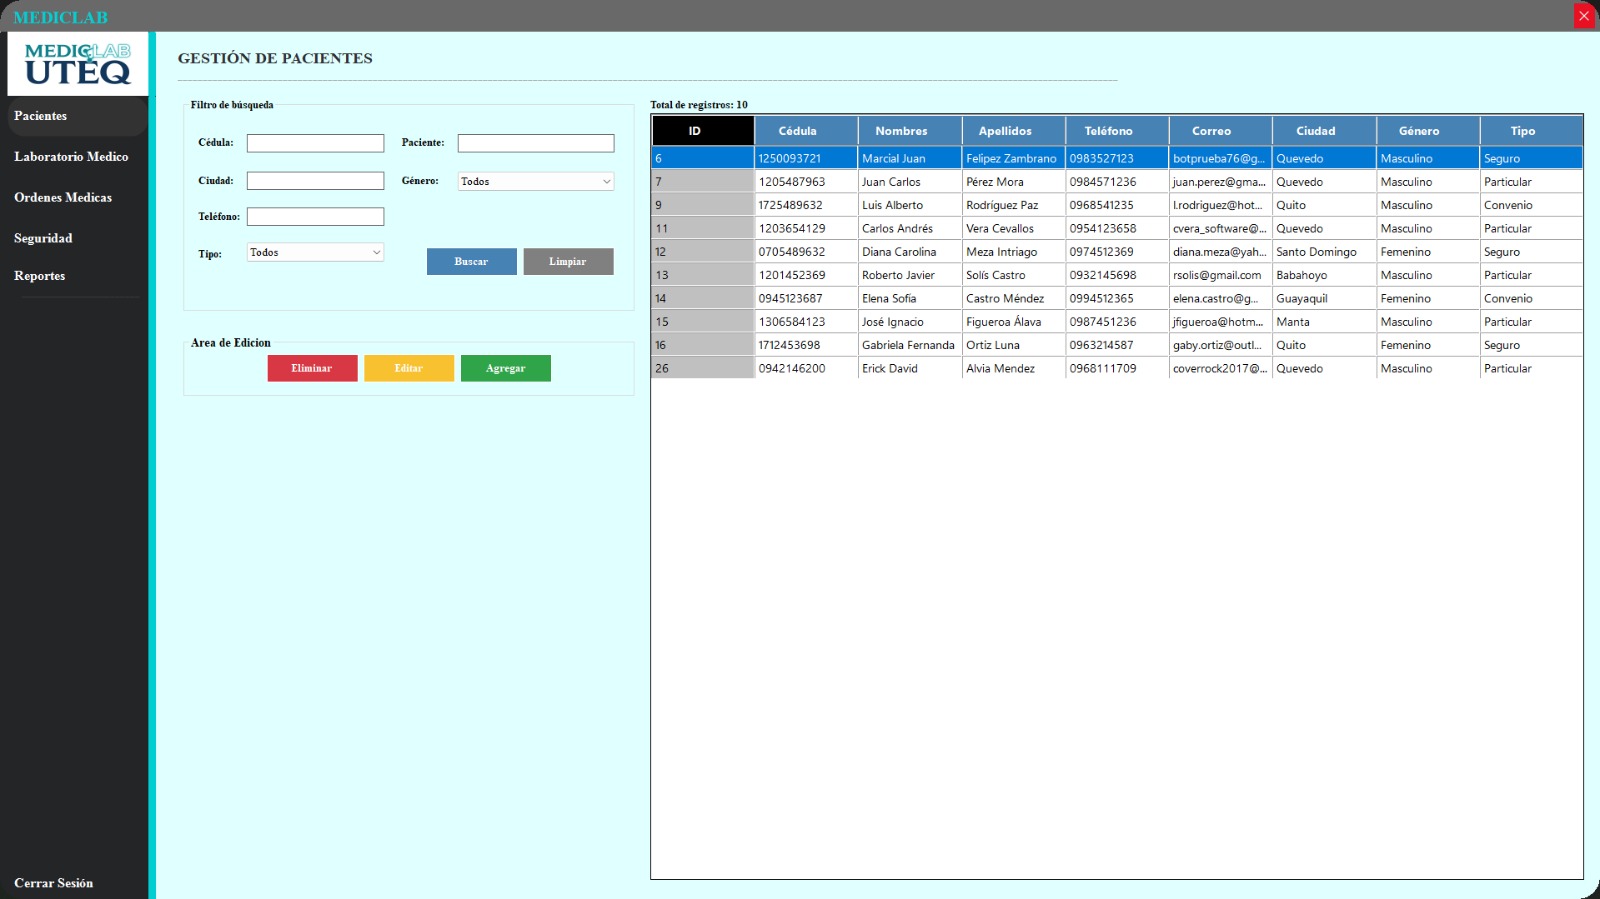 MEDICLAB
MEDICLAB
UTEQ
Pacientes
Laboratorio Medico
Ordenes Medicas
Seguridad
Reportes
Cerrar Sesión
GESTIÓN DE PACIENTES
Filtro de búsqueda
Cédula: Paciente:
Ciudad: Género: Todos
Teléfono:
Tipo: Todos
Buscar Limpiar
Area de Edicion
Eliminar Editar Agregar
Total de registros: 10
ID Cédula Nombres Apellidos Teléfono Correo Ciudad Género Tipo
6 1250093721 Marcial Juan Felipez Zambrano 0983527123 botprueba76@g... Quevedo Masculino Seguro
7 1205487963 Juan Carlos Pérez Mora 0984571236 juan.perez@gma... Quevedo Masculino Particular
9 1725489632 Luis Alberto Rodríguez Paz 0968541235 l.rodriguez@hot... Quito Masculino Convenio
11 1203654129 Carlos Andrés Vera Cevallos 0954123658 cvera_software@... Quevedo Masculino Particular
12 0705489632 Diana Carolina Meza Intriago 0974512369 diana.meza@yah... Santo Domingo Femenino Seguro
13 1201452369 Roberto Javier Solís Castro 0932145698 rsolis@gmail.com Babahoyo Masculino Particular
14 0945123687 Elena Sofía Castro Méndez 0994512365 elena.castro@g... Guayaquil Femenino Convenio
15 1306584123 José Ignacio Figueroa Álava 0987451236 jfigueroa@hotm... Manta Masculino Particular
16 1712453698 Gabriela Fernanda Ortiz Luna 0963214587 gaby.ortiz@outl... Quito Femenino Seguro
26 0942146200 Erick David Alvia Mendez 0968111709 coverrock2017@... Quevedo Masculino Particular